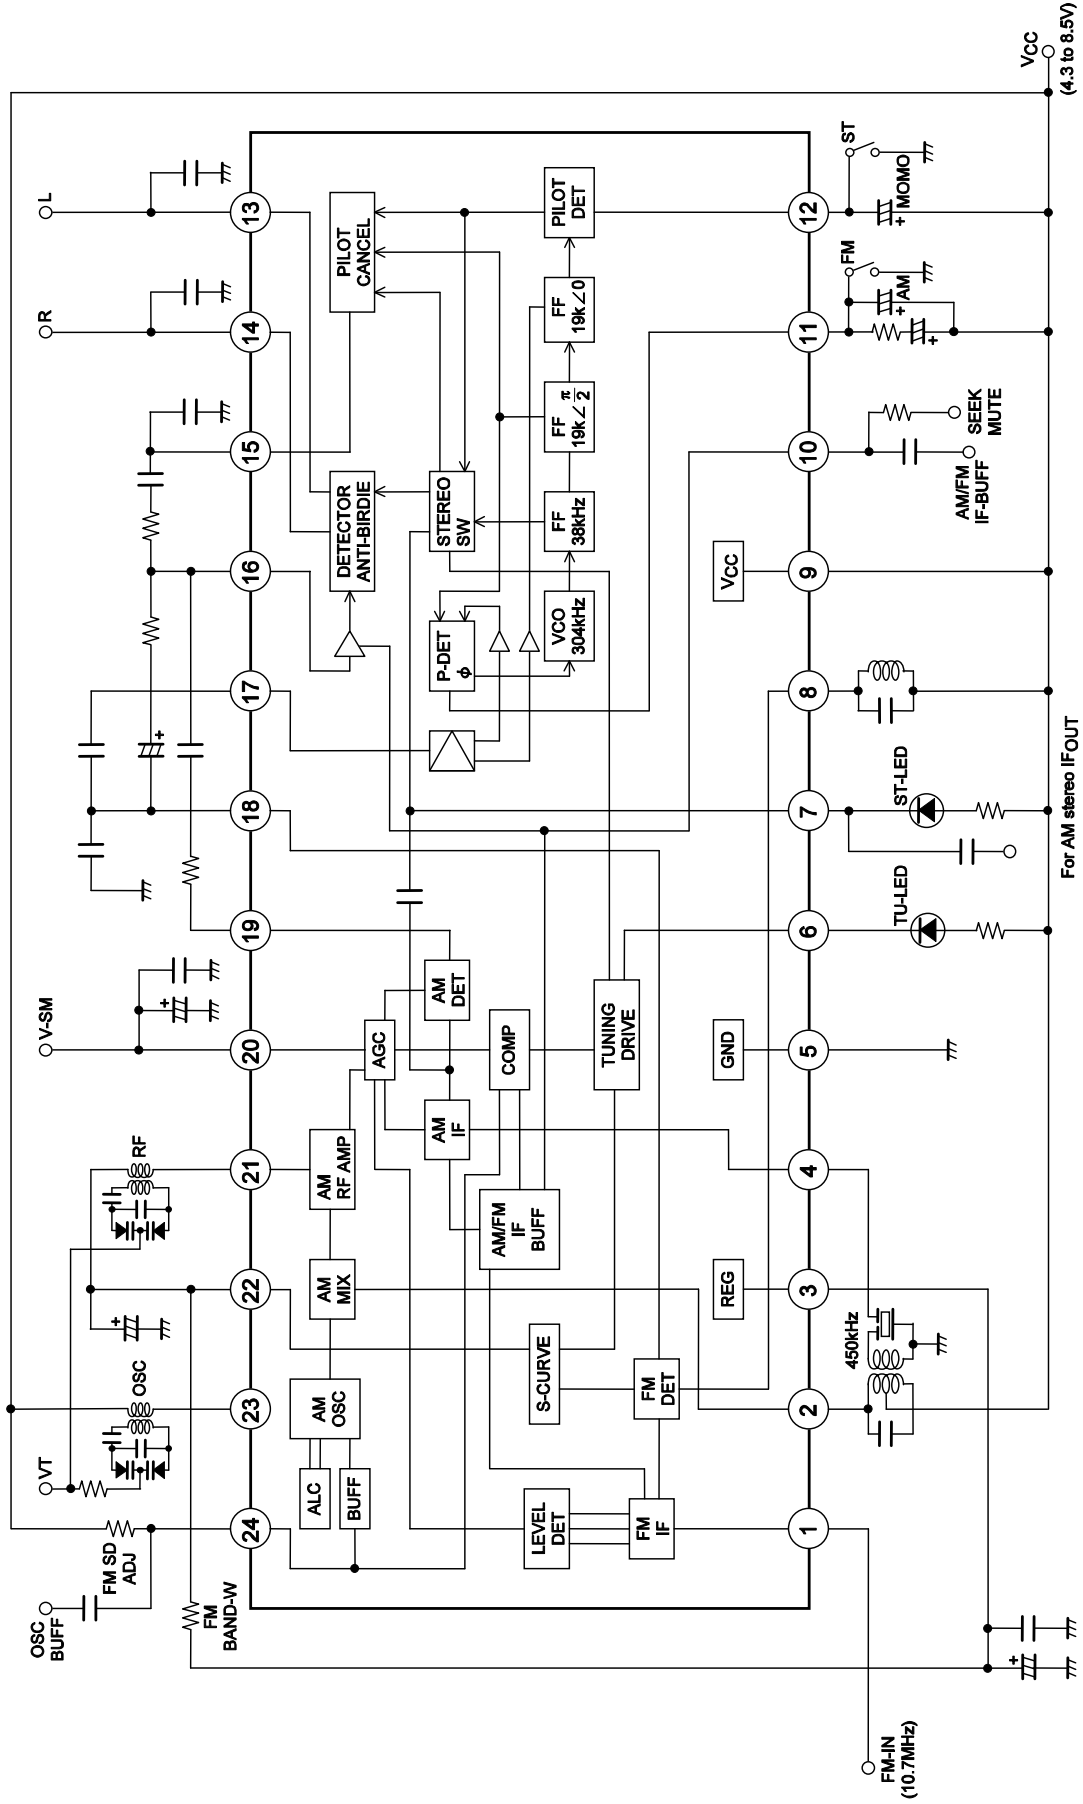 OSC
BUFF
VT
V-SM
R
L
FM SD
ADJ
OSC
RF
+
+
+
FM
BAND-W
24
23
22
21
20
19
18
17
16
15
14
13
ALC
BUFF
AM
OSC
AM
MIX
AM
RF AMP
AGC
AM
DET
AM
IF
DETECTOR
ANTI-BIRDIE
PILOT
CANCEL
P-DET
ϕ
STEREO
SW
AM/FM
IF
BUFF
COMP
LEVEL
DET
S-CURVE
VCO
304kHz
FF
38kHz
FF
19k∠π/2
FF
19k∠0
PILOT
DET
FM
IF
FM
DET
TUNING
DRIVE
REG
GND
VCC
1
2
3
4
5
6
7
8
9
10
11
12
450kHz
TU-LED
ST-LED
FM
+
AM
+
ST
+
MOMO
AM/FM
IF-BUFF
SEEK
MUTE
FM-IN
(10.7MHz)
+
For AM stereo IFOUT
VCC
(4.3 to 8.5V)